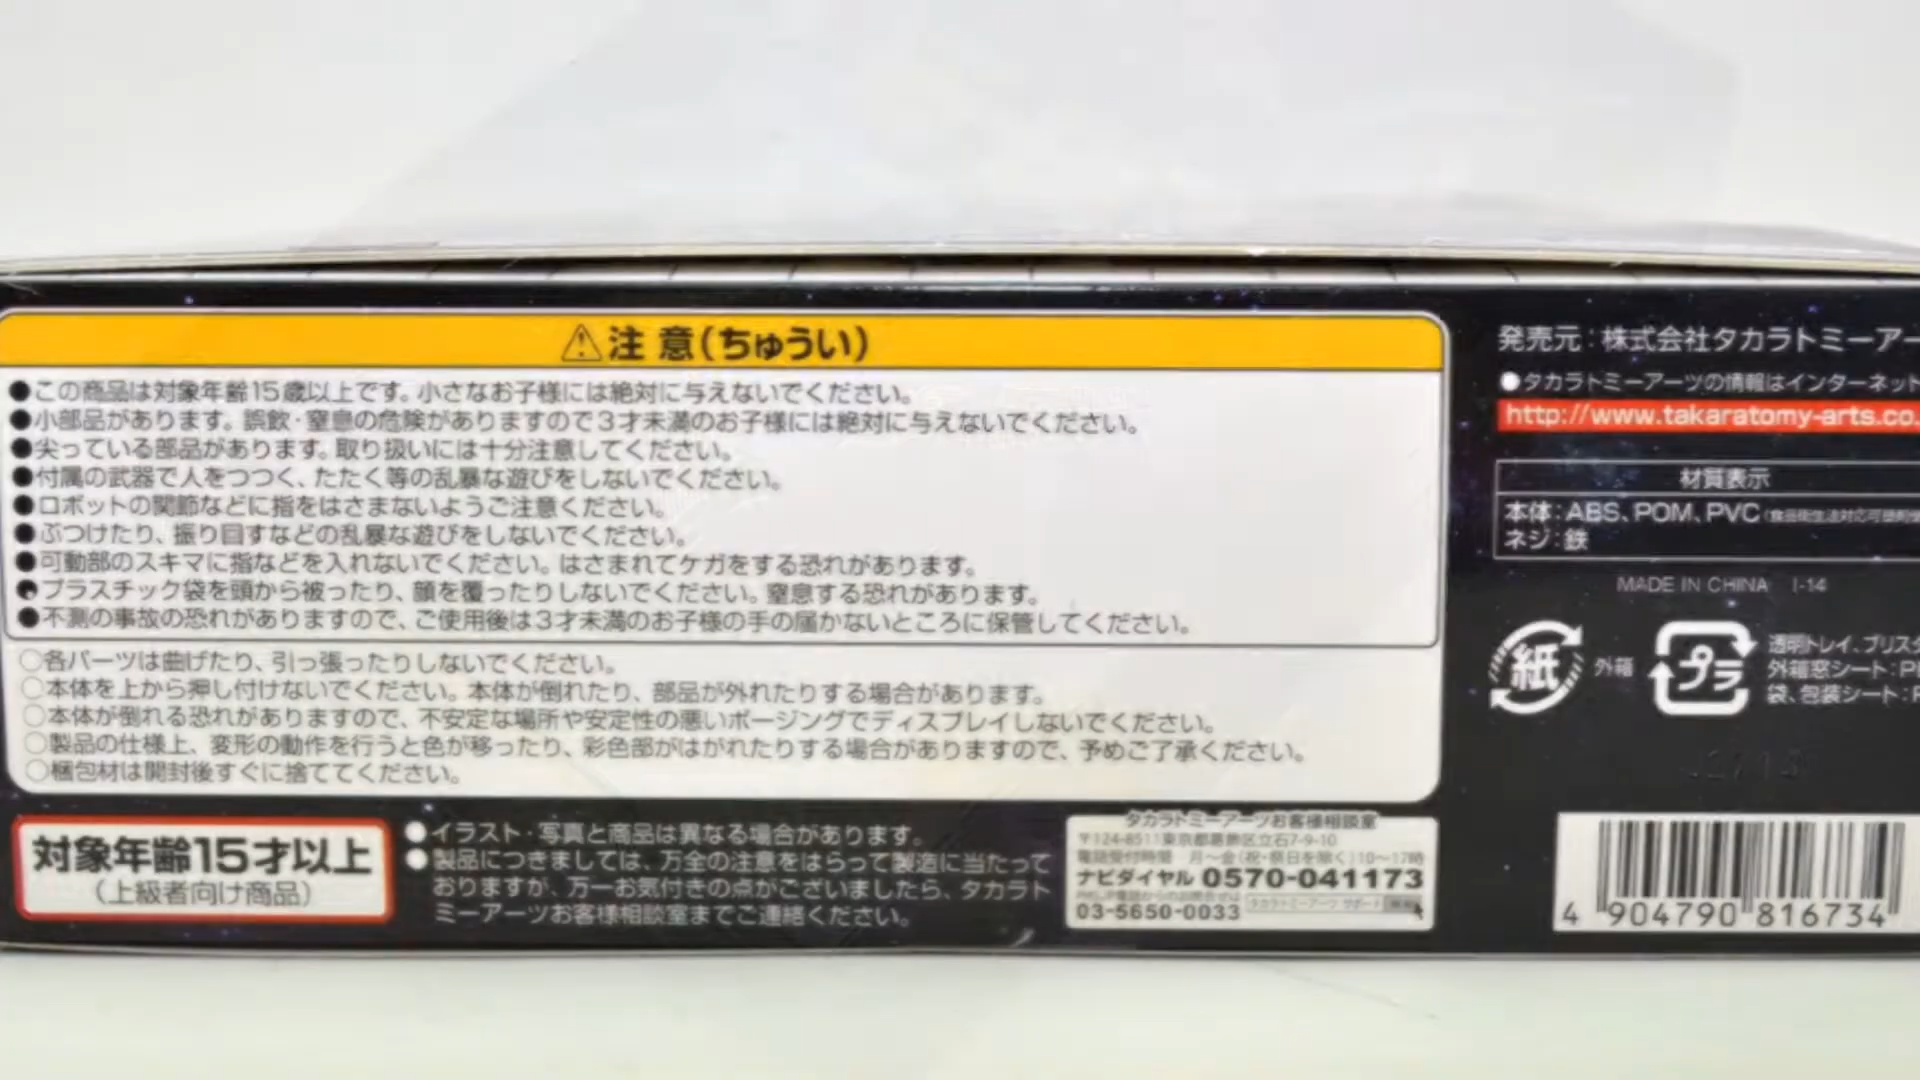 ⚠注 意(ちゅうい)
●この商品は対象年齢15歳以上です。小さなお子様には絶対に与えないでください。
●小部品があります。誤飲・窒息の危険がありますので3才未満のお子様には絶対に与えないでください。
●尖っている部品があります。取り扱いには十分注意してください。
●付属の武器で人をつつく、たたく等の乱暴な遊びをしないでください。
●ロボットの関節などに指をはさまないようご注意ください。
●ぶつけたり、振り回すなどの乱暴な遊びをしないでください。
●可動部のスキマに指などを入れないでください。はさまれてケガをする恐れがあります。
●プラスチック袋を頭から被ったり、顔を覆ったりしないでください。窒息する恐れがあります。
●不測の事故の恐れがありますので、ご使用後は3才未満のお子様の手の届かないところに保管してください。
○各パーツは曲げたり、引っ張ったりしないでください。
○本体を上から押し付けないでください。本体が倒れたり、部品が外れたりする場合があります。
○本体が倒れる恐れがありますので、不安定な場所や安定性の悪いポージングでディスプレイしないでください。
○製品の仕様上、変形の動作を行うと色が移ったり、彩色部がはがれたりする場合がありますので、予めご了承ください。
○梱包材は開封後すぐに捨ててください。
対象年齢15才以上
(上級者向け商品)
●イラスト・写真と商品は異なる場合があります。
●製品につきましては、万全の注意をはらって製造に当たって
おりますが、万一お気付きの点がございましたら、タカラト
ミーアーツお客様相談室までご連絡ください。
タカラトミーアーツお客様相談室
〒124-8511東京都葛飾区立石7-9-10
電話受付時間 月〜金(祝・祭日を除く)10〜17時
ナビダイヤル 0570-041173
03-5650-0033 タカラトミーアーツ サポート
発売元:株式会社タカラトミーアー
●タカラトミーアーツの情報はインターネット
http://www.takaratomy-arts.co.
材質表示
本体:ABS、POM、PVC
ネジ:鉄
MADE IN CHINA I-14
紙 外箱
プラ 透明トレイ、ブリスタ
外箱窓シート:P
袋、包装シート:P
4 904790 816734